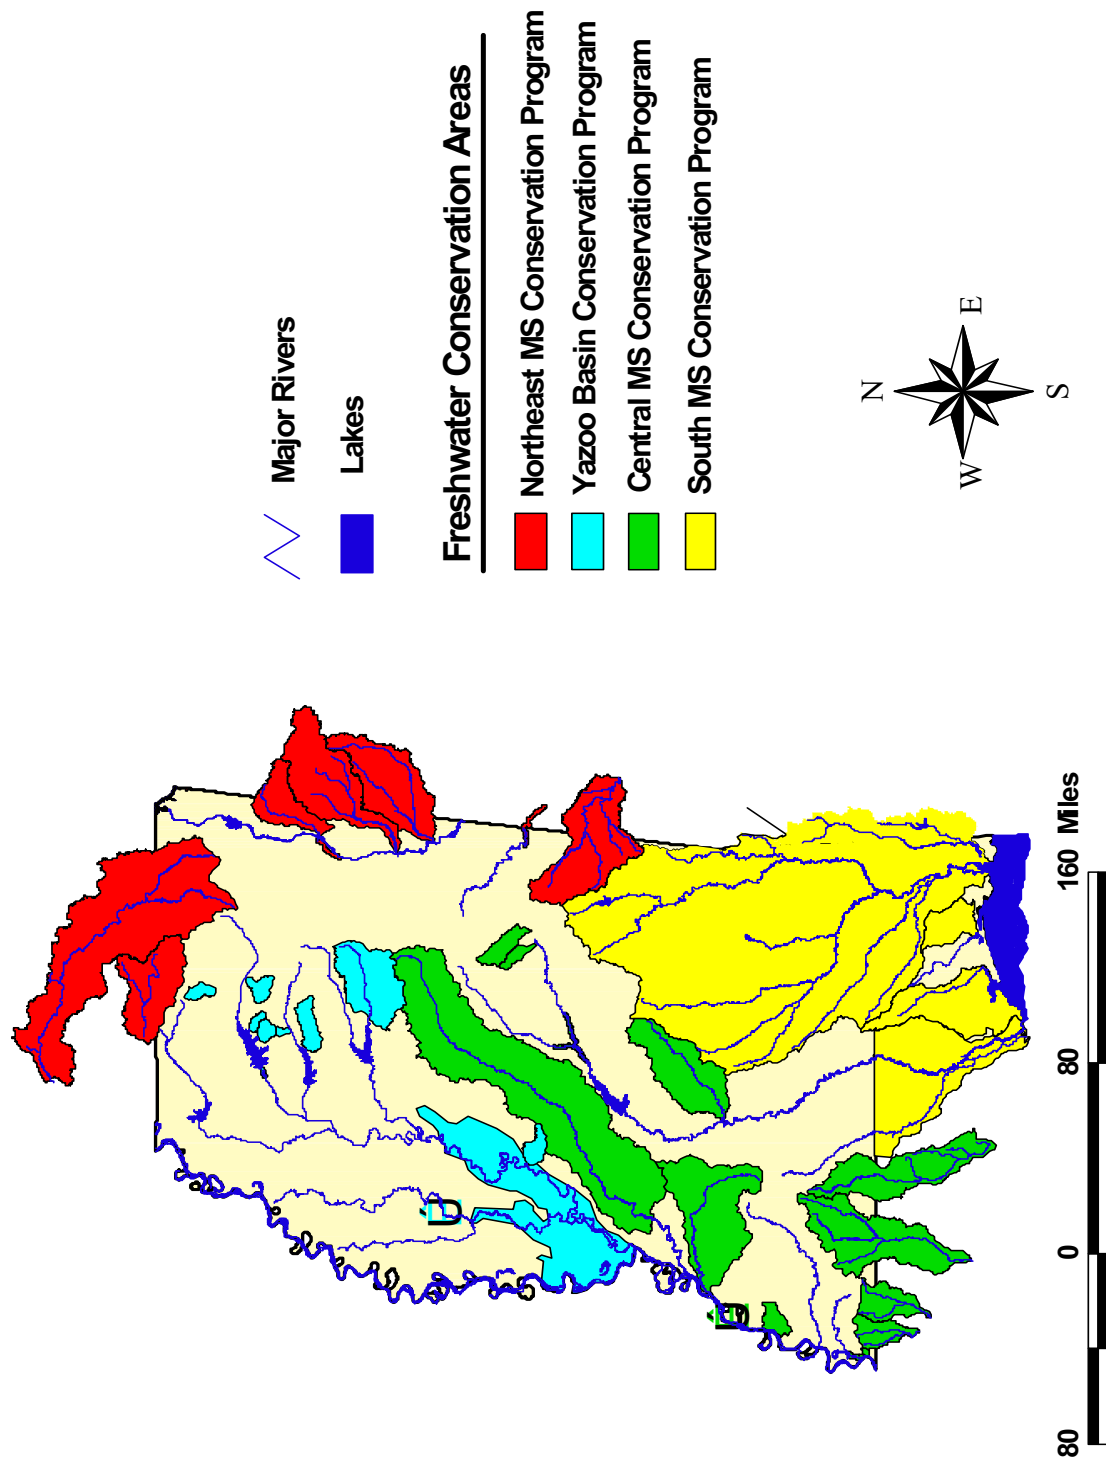 Major Rivers
Lakes
Freshwater Conservation Areas
Northeast MS Conservation Program
Yazoo Basin Conservation Program
Central MS Conservation Program
South MS Conservation Program
N
W
E
S
80
0
80
160
Miles